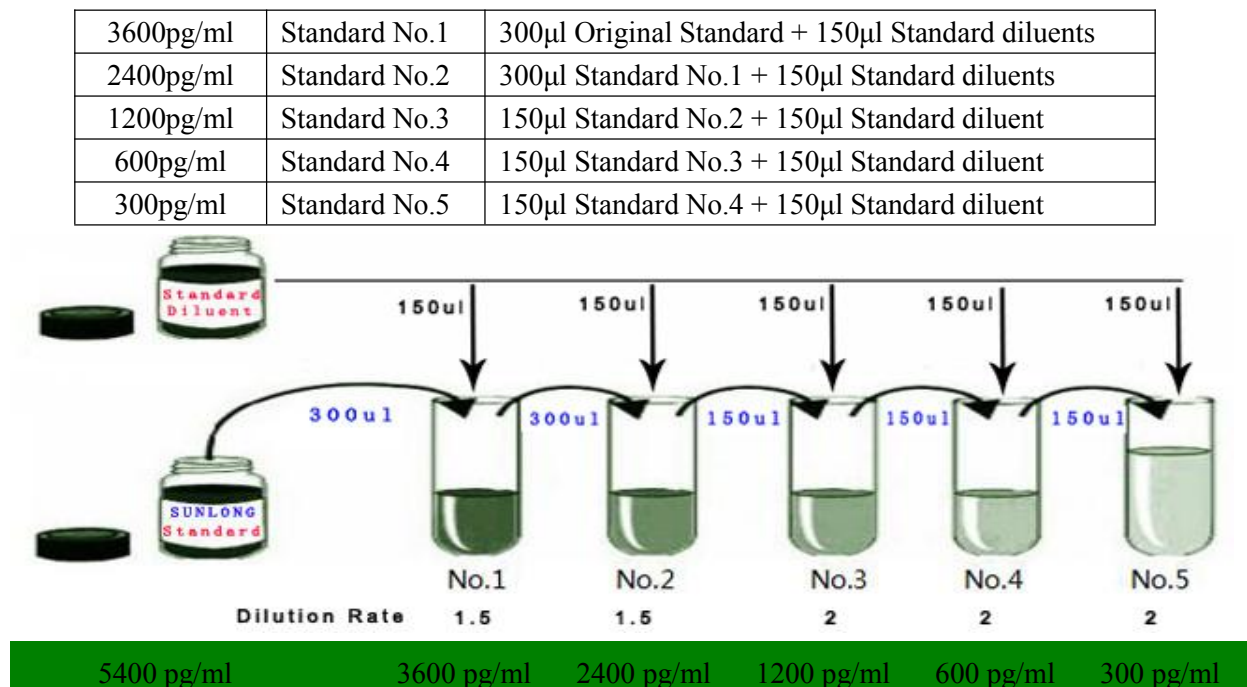 3600pg/ml Standard No.1 300μl Original Standard + 150μl Standard diluents
2400pg/ml Standard No.2 300μl Standard No.1 + 150μl Standard diluents
1200pg/ml Standard No.3 150μl Standard No.2 + 150μl Standard diluent
600pg/ml Standard No.4 150μl Standard No.3 + 150μl Standard diluent
300pg/ml Standard No.5 150μl Standard No.4 + 150μl Standard diluent
Standard
Diluent
150ul 150ul 150ul 150ul 150ul
300ul 300ul 150ul 150ul 150ul
SUNLONG
Standard
No.1 No.2 No.3 No.4 No.5
Dilution Rate 1.5 1.5 2 2 2
5400 pg/ml 3600 pg/ml 2400 pg/ml 1200 pg/ml 600 pg/ml 300 pg/ml